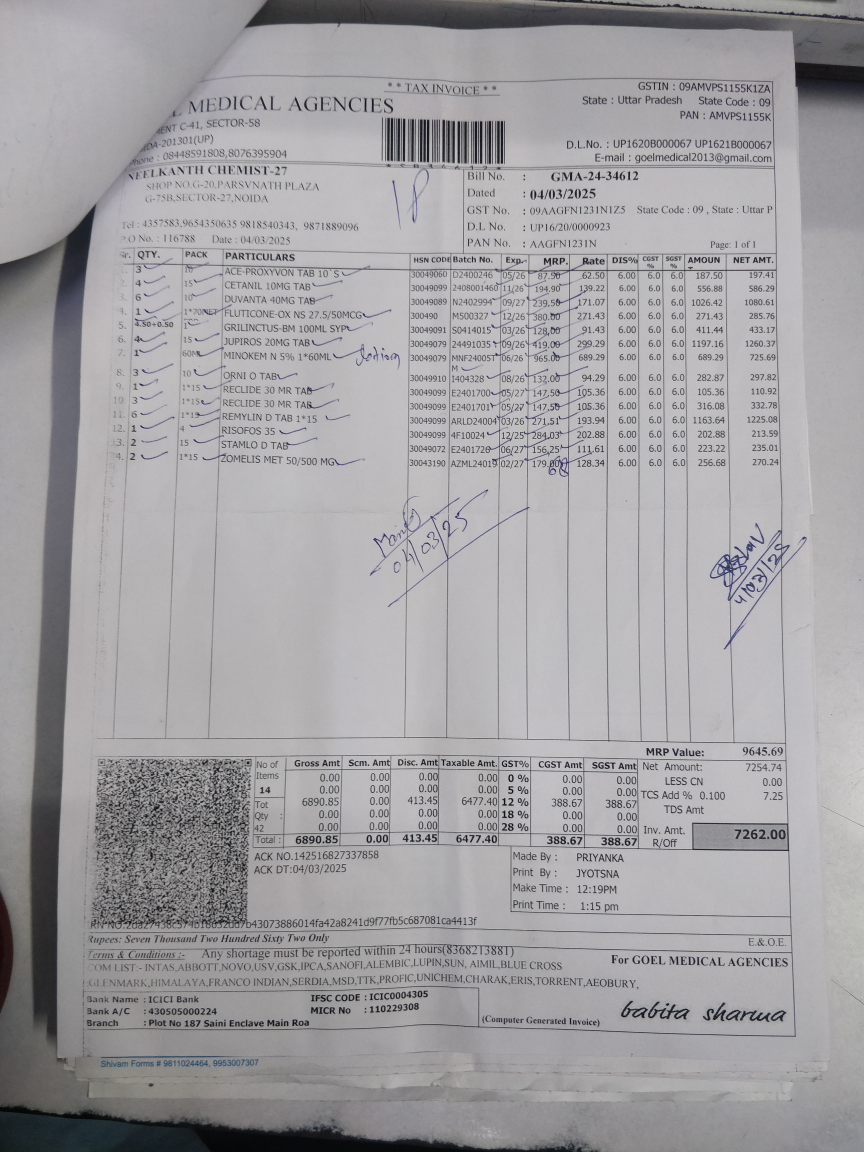 ** TAX INVOICE **
GSTIN : 09AMVPS1155K1ZA
State : Uttar Pradesh State Code : 09
PAN : AMVPS1155K
MEDICAL AGENCIES
C-41, SECTOR-58
-201301(UP)
Phone : 08448591808,8076395904
D.L.No. : UP1620B000067 UP1621B000067
E-mail : goelmedical2013@gmail.com
NEELKANTH CHEMIST-27
SHOP NO.G-20,PARSVNATH PLAZA
G-75B,SECTOR-27,NOIDA
Tel : 4357583,9654350635 9818540343, 9871889096
P.O No. : 116788 Date : 04/03/2025
18
Bill No. : GMA-24-34612
Dated : 04/03/2025
GST No. : 09AAGFN1231N1Z5 State Code : 09 , State : Uttar P
D.L. No. : UP16/20/0000923
PAN No. : AAGFN1231N Page: 1 of 1
Sr. QTY. PACK PARTICULARS HSN CODE Batch No. Exp. MRP. Rate DIS% CGST % SGST % AMOUN T NET AMT.
1. 3 10 ACE-PROXYVON TAB 10`S 30049060 D2400246 05/26 87.50 62.50 6.00 6.0 6.0 187.50 197.41
2. 4 15 CETANIL 10MG TAB 30049099 2408001460 11/26 194.90 139.22 6.00 6.0 6.0 556.88 586.29
3. 6 10 DUVANTA 40MG TAB 30049089 N2402994 09/27 239.50 171.07 6.00 6.0 6.0 1026.42 1080.61
4. 1 1*70NET FLUTICONE-OX NS 27.5/50MCG 300490 M500327 12/26 380.00 271.43 6.00 6.0 6.0 271.43 285.76
5. 4.50+0.50 1 GRILINCTUS-BM 100ML SYP 30049091 S0414015 03/26 128.00 91.43 6.00 6.0 6.0 411.44 433.17
6. 4 15 JUPIROS 20MG TAB 30049079 24491035 09/26 419.00 299.29 6.00 6.0 6.0 1197.16 1260.37
7. 1 60ML MINOKEM N 5% 1*60ML lotion 30049079 MNF24005T M 06/26 965.00 689.29 6.00 6.0 6.0 689.29 725.69
8. 3 10 ORNI O TAB 30049910 1404328 08/26 132.00 94.29 6.00 6.0 6.0 282.87 297.82
9. 1 1*15 RECLIDE 30 MR TAB 30049099 E2401700 05/27 147.50 105.36 6.00 6.0 6.0 105.36 110.92
10. 3 1*15 RECLIDE 30 MR TAB 30049099 E2401701 05/27 147.50 105.36 6.00 6.0 6.0 316.08 332.78
11. 6 1*15 REMYLIN D TAB 1*15 30049099 ARLD24004 03/26 271.51 193.94 6.00 6.0 6.0 1163.64 1225.08
12. 1 4 RISOFOS 35 30049099 4F10024 12/25 284.03 202.88 6.00 6.0 6.0 202.88 213.59
13. 2 15 STAMLO D TAB 30049072 E2401720 06/27 156.25 111.61 6.00 6.0 6.0 223.22 235.01
14. 2 1*15 ZOMELIS MET 50/500 MG 30043190 AZML24019 02/27 179.00 128.34 6.00 6.0 6.0 256.68 270.24
04/03/25
4/03/25
MRP Value: 9645.69
No of Items 14 Tot Qty : 42
Gross Amt Scm. Amt Disc. Amt Taxable Amt. GST% CGST Amt SGST Amt
0.00 0.00 0.00 0.00 0 % 0.00 0.00
0.00 0.00 0.00 0.00 5 % 0.00 0.00
6890.85 0.00 413.45 6477.40 12 % 388.67 388.67
0.00 0.00 0.00 0.00 18 % 0.00 0.00
0.00 0.00 0.00 0.00 28 % 0.00 0.00
Total : 6890.85 0.00 413.45 6477.40 388.67 388.67
Net Amount: 7254.74
LESS CN 0.00
TCS Add % 0.100 7.25
TDS Amt
Inv. Amt. R/Off 7262.00
ACK NO.142516827337858
ACK DT:04/03/2025
Made By : PRIYANKA
Print By : JYOTSNA
Make Time : 12:19PM
Print Time : 1:15 pm
Rupees: Seven Thousand Two Hundred Sixty Two Only E.& O.E.
Terms & Conditions :- Any shortage must be reported within 24 hours(8368213881)
COM LIST:- INTAS,ABBOTT,NOVO,USV,GSK,IPCA,SANOFI,ALEMBIC,LUPIN,SUN, AIMIL,BLUE CROSS
GLENMARK,HIMALAYA,FRANCO INDIAN,SERDIA,MSD,TTK,PROFIC,UNICHEM,CHARAK,ERIS,TORRENT,AEOBURY,
For GOEL MEDICAL AGENCIES
Bank Name : ICICI Bank IFSC CODE : ICIC0004305
Bank A/C : 430505000224 MICR No : 110229308
Branch : Plot No 187 Saini Enclave Main Roa
(Computer Generated Invoice)
babita sharma
Shivam Forms # 9811024464, 9953007307